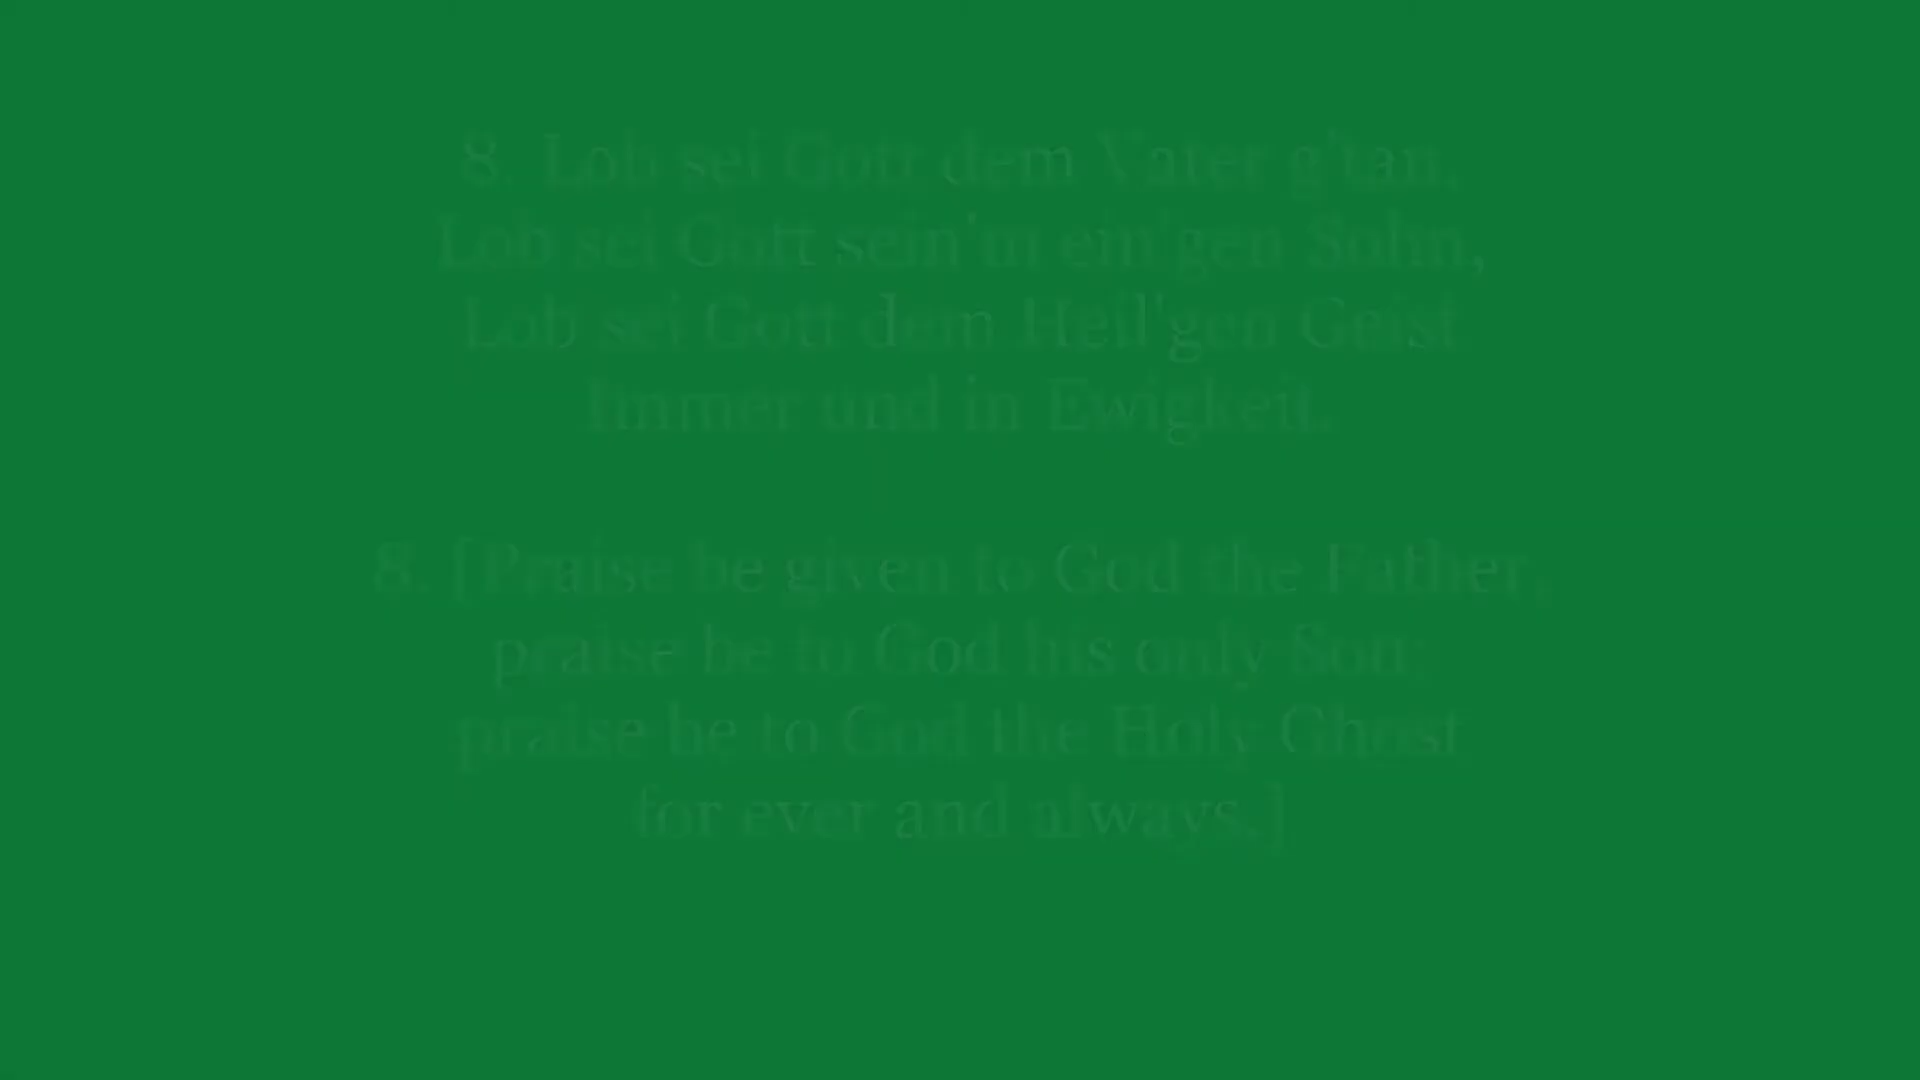 8. Lob sei Gott dem Vater g'tan,
Lob sei Gott sein'm ein'gen Sohn,
Lob sei Gott dem Heil'gen Geist
Immer und in Ewigkeit.
8. [Praise be given to God the Father,
praise be to God his only Son;
praise be to God the Holy Ghost
for ever and always.]